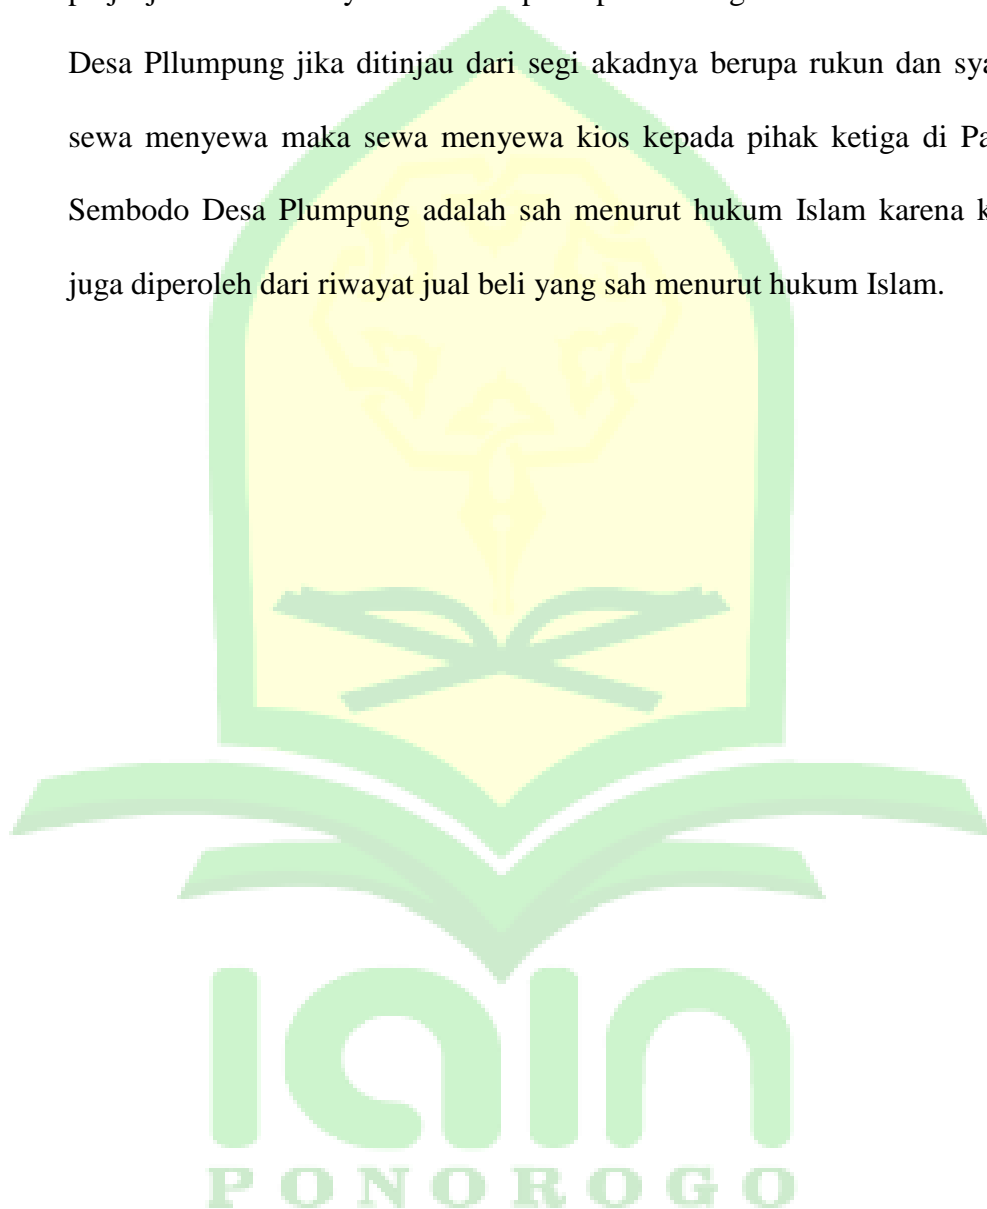 Desa Pllumpung jika ditinjau dari segi akadnya berupa rukun dan sya
sewa menyewa maka sewa menyewa kios kepada pihak ketiga di Pa
Sembodo Desa Plumpung adalah sah menurut hukum Islam karena k
juga diperoleh dari riwayat jual beli yang sah menurut hukum Islam.
iain
PONOROGO